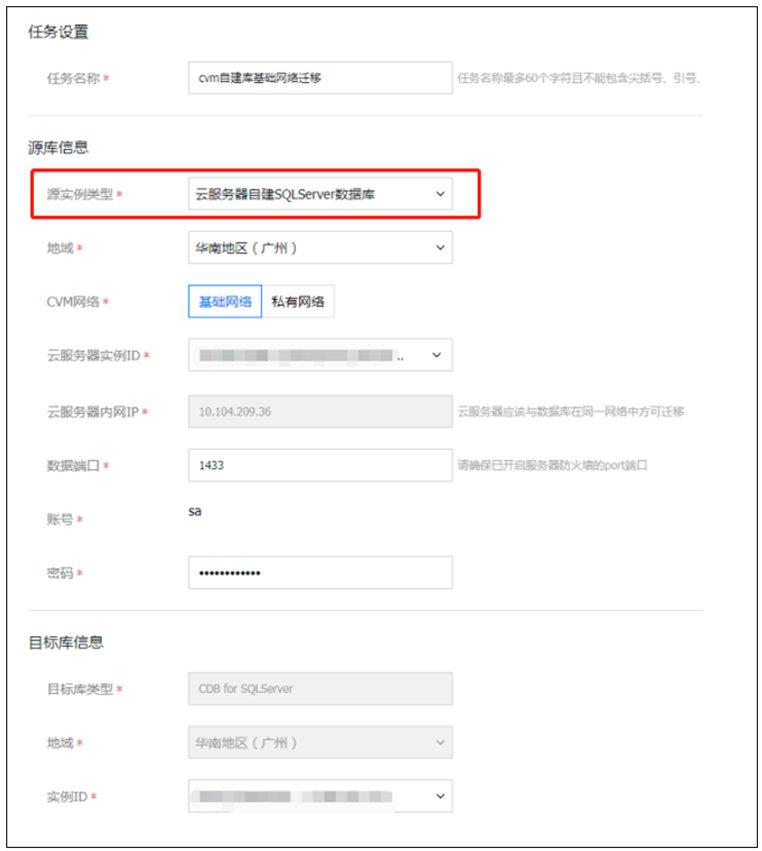 任务设置
任务名称* cvm自建库基础网络迁移 任务名称最多60个字符且不能包含尖括号、引号、
源库信息
源实例类型* 云服务器自建SQLServer数据库
地域* 华南地区（广州）
CVM网络* 基础网络 私有网络
云服务器实例ID* ..
云服务器内网IP* 10.104.209.36 云服务器应该与数据库在同一网络中方可迁移
数据端口* 1433 请确保已开启服务器防火墙的port端口
账号* sa
密码* ••••••••••••
目标库信息
目标库类型* CDB for SQLServer
地域* 华南地区（广州）
实例ID*